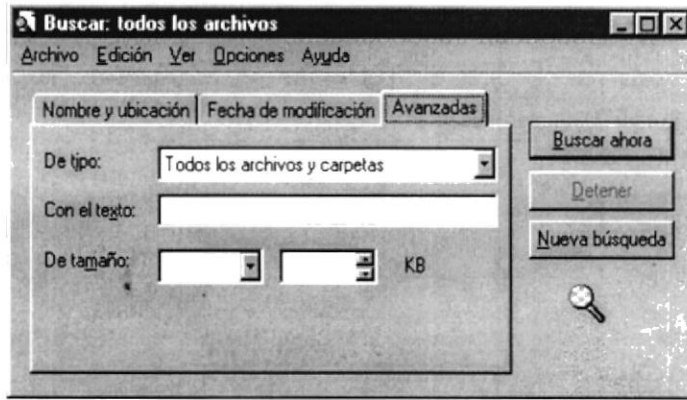 Buscar: todos los archivos
Archivo Edición Ver Opciones Ayuda
Nombre y ubicación Fecha de modificación Avanzadas
De tipo: Todos los archivos y carpetas
Con el texto:
De tamaño: KB
Buscar ahora
Detener
Nueva búsqueda